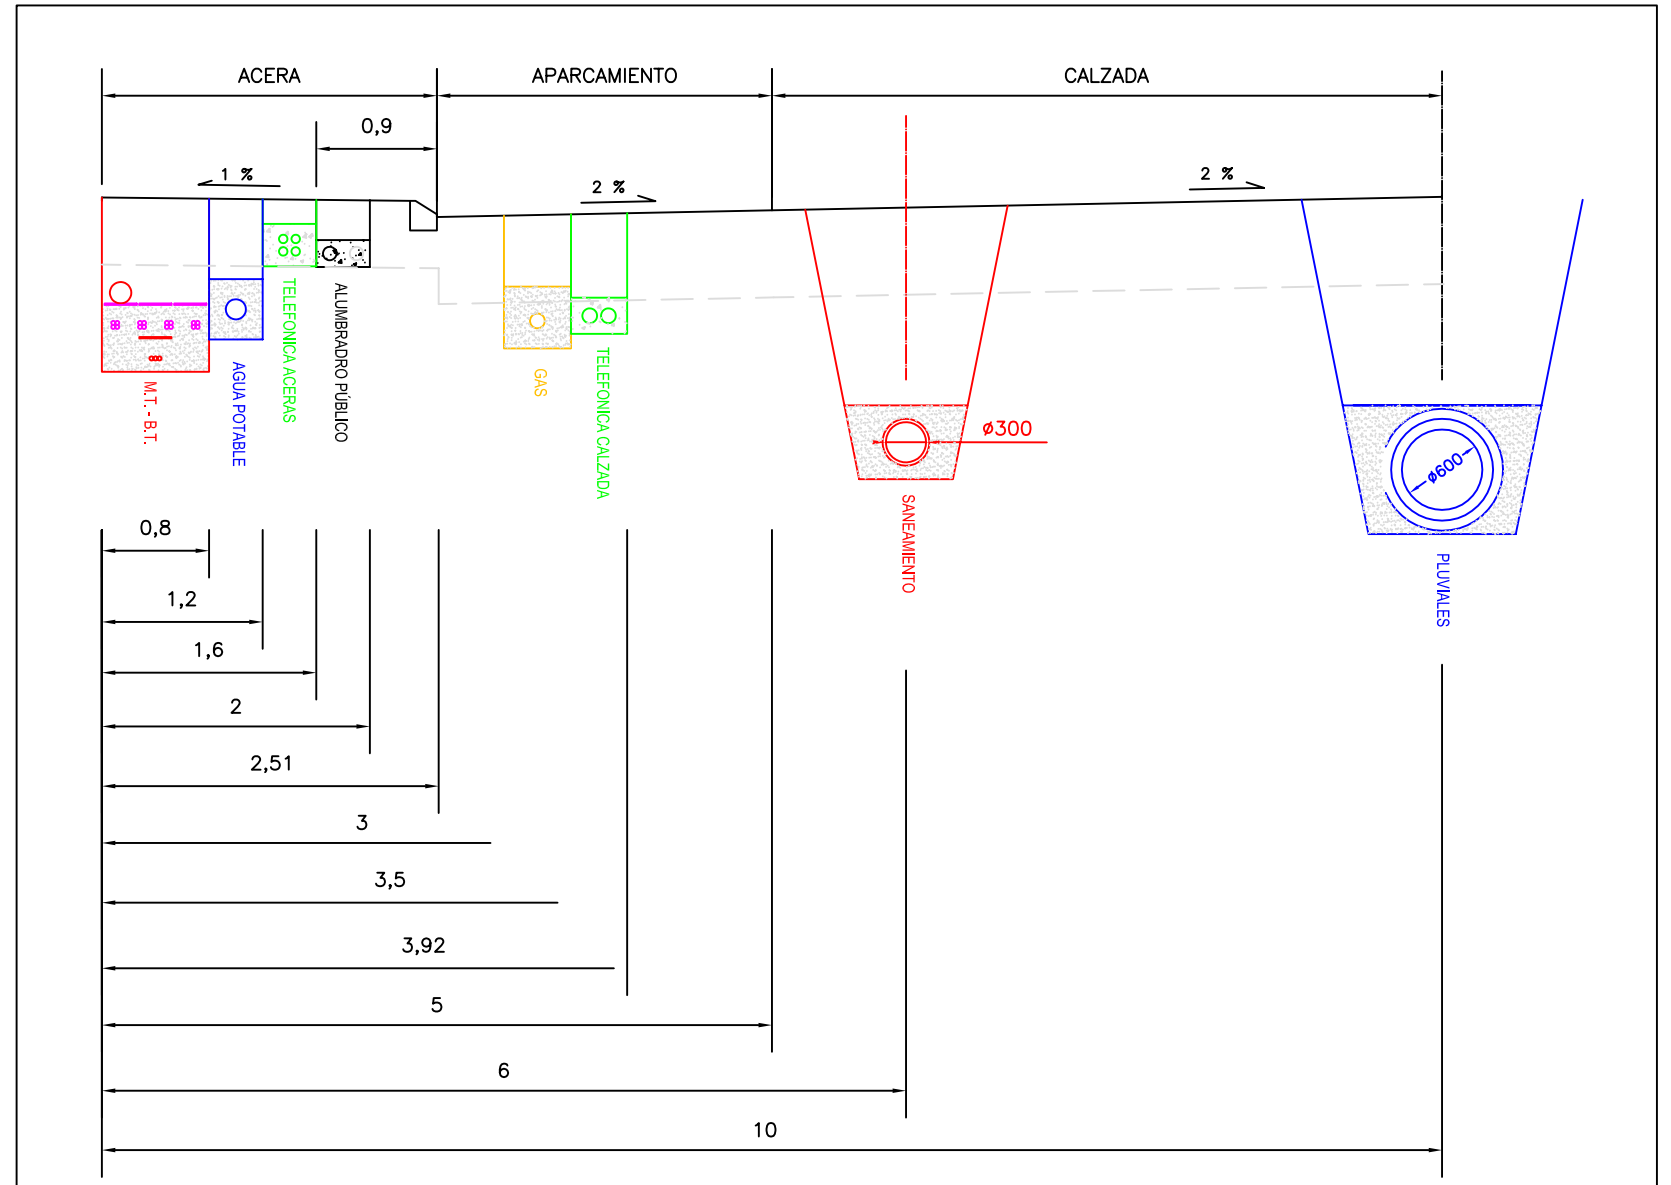 ACERA
APARCAMIENTO
CALZADA
0,9
1 %
2 %
2 %
M.T. - B.T.
AGUA POTABLE
TELEFONICA ACERAS
ALUMBRADRO PÚBLICO
GAS
TELEFONICA CALZADA
ø300
SANEAMIENTO
ø600
PLUVIALES
0,8
1,2
1,6
2
2,51
3
3,5
3,92
5
6
10